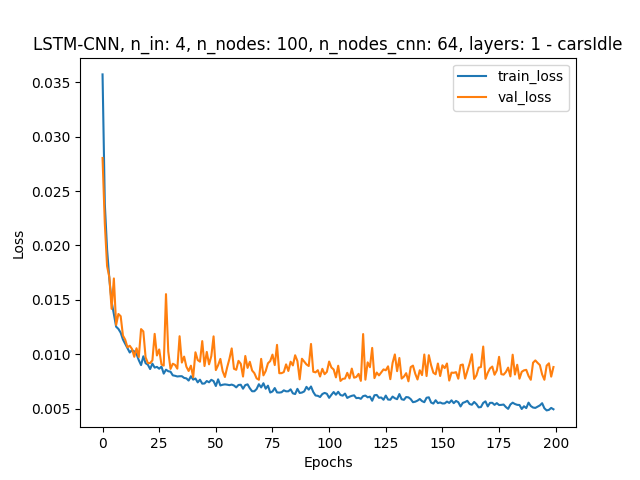 LSTM-CNN, n_in: 4, n_nodes: 100, n_nodes_cnn: 64, layers: 1 - carsIdle
train_loss
val_loss
0.035
0.030
0.025
0.020
0.015
0.010
0.005
Loss
0 25 50 75 100 125 150 175 200
Epochs